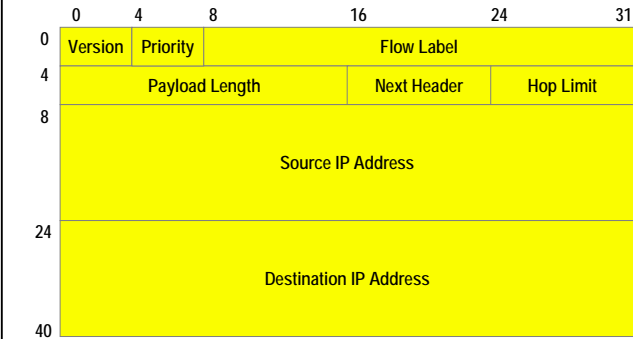 0 4 8 16 24 31
0 Version Priority Flow Label
4 Payload Length Next Header Hop Limit
8
Source IP Address
24
Destination IP Address
40